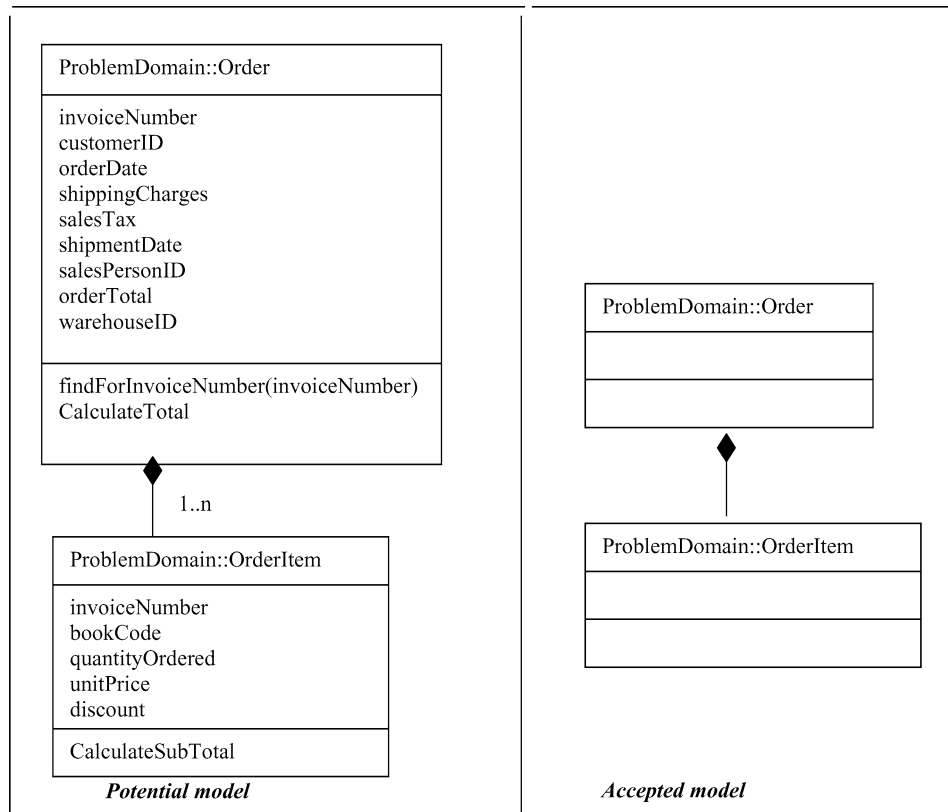 ProblemDomain::Order
invoiceNumber
customerID
orderDate
shippingCharges
salesTax
shipmentDate
salesPersonID
orderTotal
warehouseID
findForInvoiceNumber(invoiceNumber)
CalculateTotal
1..n
ProblemDomain::OrderItem
invoiceNumber
bookCode
quantityOrdered
unitPrice
discount
CalculateSubTotal
Potential model
ProblemDomain::Order
ProblemDomain::OrderItem
Accepted model